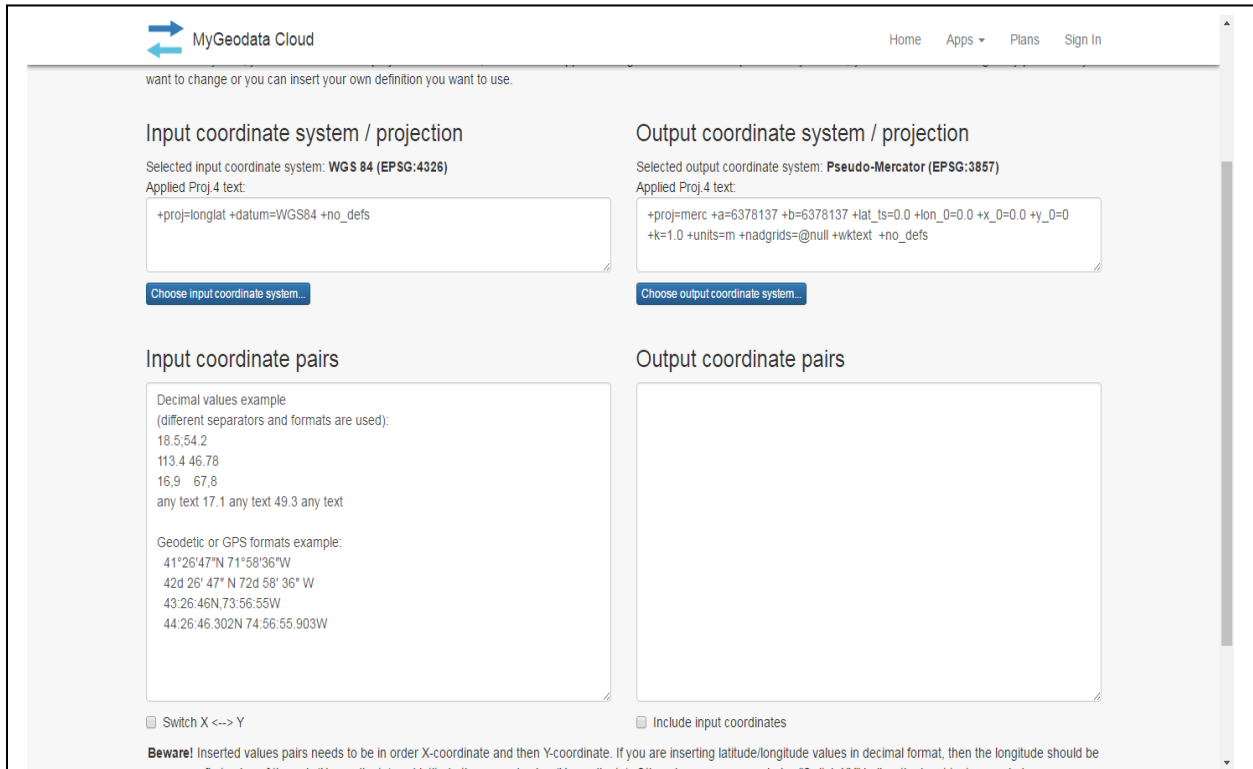 MyGeodata Cloud
Home Apps Plans Sign In
want to change or you can insert your own definition you want to use.
Input coordinate system / projection
Selected input coordinate system: WGS 84 (EPSG:4326)
Applied Proj.4 text:
+proj=longlat +datum=WGS84 +no_defs
Choose input coordinate system...
Output coordinate system / projection
Selected output coordinate system: Pseudo-Mercator (EPSG:3857)
Applied Proj.4 text:
+proj=merc +a=6378137 +b=6378137 +lat_ts=0.0 +lon_0=0.0 +x_0=0.0 +y_0=0
+k=1.0 +units=m +nadgrids=@null +wktext +no_defs
Choose output coordinate system...
Input coordinate pairs
Decimal values example
(different separators and formats are used):
18.5;54.2
113.4 46.78
16,9 67,8
any text 17.1 any text 49.3 any text
Geodetic or GPS formats example:
41°26'47"N 71°58'36"W
42d 26' 47" N 72d 58' 36" W
43:26:46N,73:56:55W
44:26:46.302N 74:56:55.903W
Switch X <--> Y
Output coordinate pairs
Include input coordinates
Beware! Inserted values pairs needs to be in order X-coordinate and then Y-coordinate. If you are inserting latitude/longitude values in decimal format, then the longitude should be